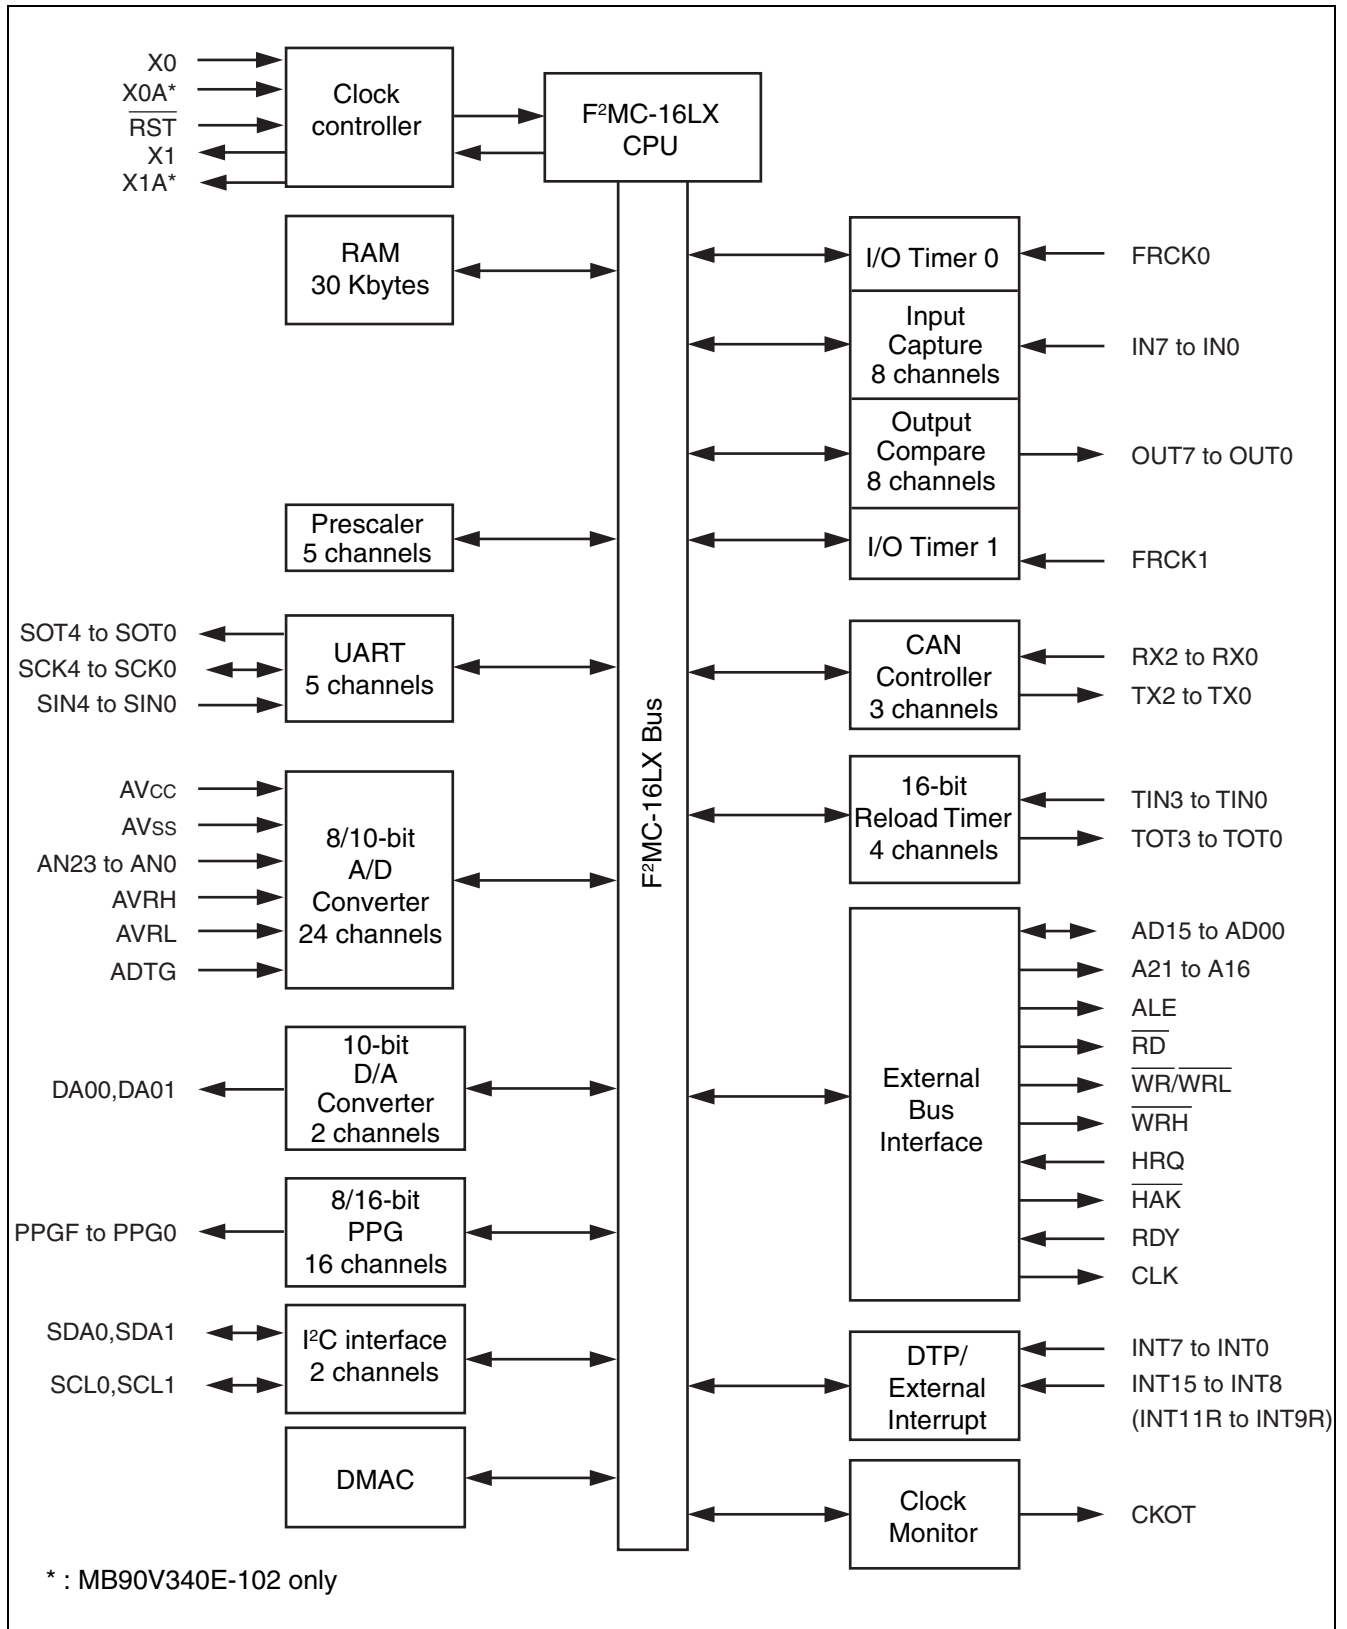 X0
X0A*
RST
X1
X1A*
Clock
controller
F²MC-16LX
CPU
RAM
30 Kbytes
I/O Timer 0
FRCK0
Input
Capture
8 channels
IN7 to IN0
Output
Compare
8 channels
OUT7 to OUT0
I/O Timer 1
FRCK1
Prescaler
5 channels
SOT4 to SOT0
SCK4 to SCK0
SIN4 to SIN0
UART
5 channels
F²MC-16LX Bus
CAN
Controller
3 channels
RX2 to RX0
TX2 to TX0
AVCC
AVSS
AN23 to AN0
AVRH
AVRL
ADTG
8/10-bit
A/D
Converter
24 channels
16-bit
Reload Timer
4 channels
TIN3 to TIN0
TOT3 to TOT0
DA00,DA01
10-bit
D/A
Converter
2 channels
External
Bus
Interface
AD15 to AD00
A21 to A16
ALE
RD
WR/WRL
WRH
HRQ
HAK
RDY
CLK
PPGF to PPG0
8/16-bit
PPG
16 channels
SDA0,SDA1
SCL0,SCL1
I²C interface
2 channels
DTP/
External
Interrupt
INT7 to INT0
INT15 to INT8
(INT11R to INT9R)
DMAC
Clock
Monitor
CKOT
* : MB90V340E-102 only